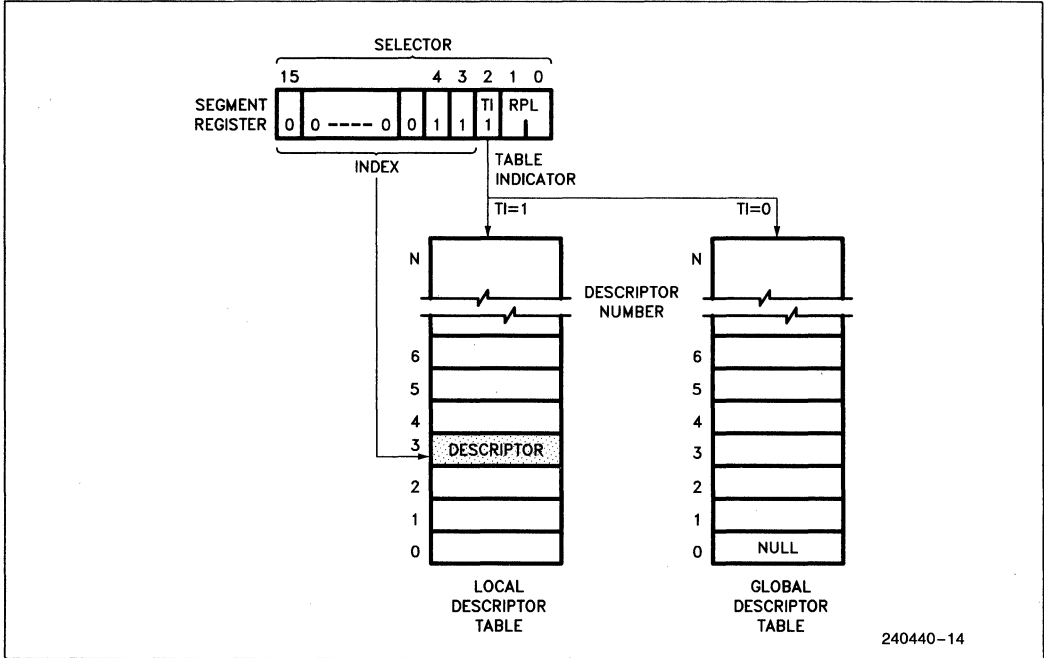 SELECTOR
15 4 3 2 1 0
SEGMENT REGISTER
TI RPL
0 0 ---- 0 0 1 1 1
INDEX
TABLE INDICATOR
TI=1 TI=0
N N
DESCRIPTOR NUMBER
6 6
5 5
4 4
3 DESCRIPTOR 3
2 2
1 1
0 0 NULL
LOCAL DESCRIPTOR TABLE
GLOBAL DESCRIPTOR TABLE
240440-14